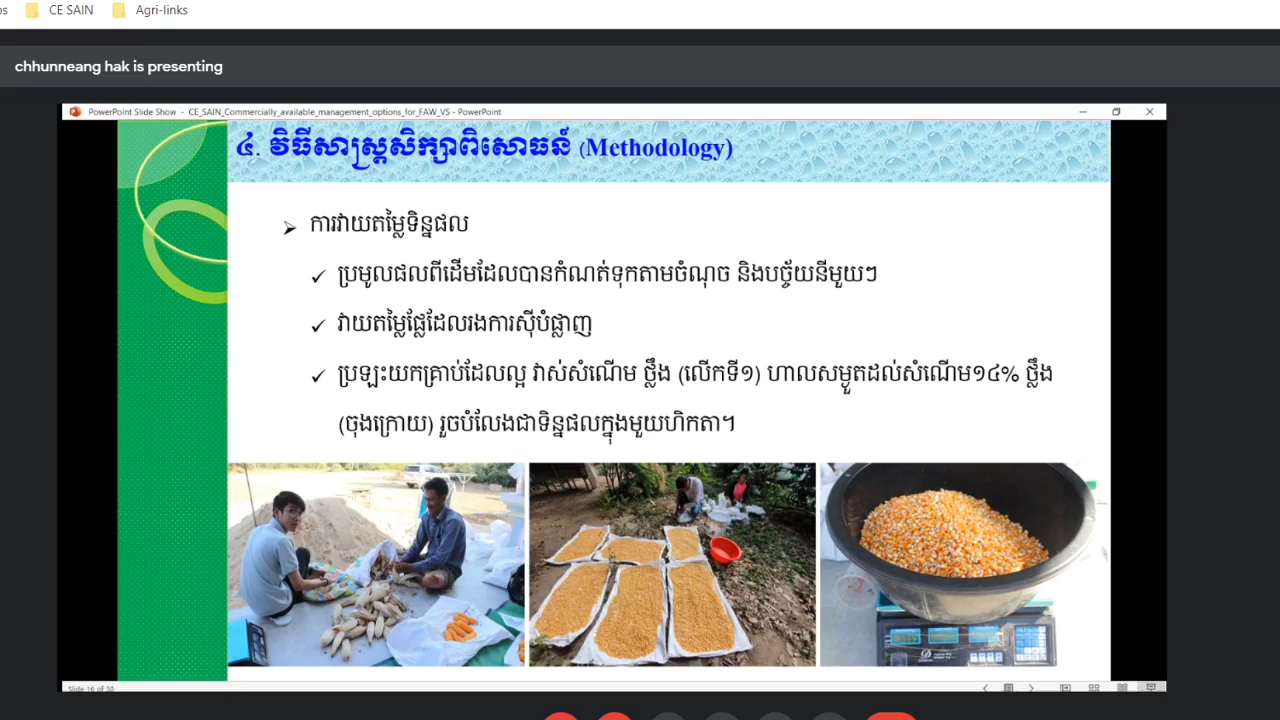 CE SAIN
Agri-links
chhunneang hak is presenting
PowerPoint Slide Show - CE_SAIN_Commercially_available_management_options_for_FAW_VS - PowerPoint
៤. វិធីសាស្ត្រសិក្សាពិសោធន៍ (Methodology)
ការវាយតម្លៃទិន្នផល
ប្រមូលផលពីដើមដែលបានកំណត់ទុកតាមចំណុច និងបច្ច័យនីមួយៗ
វាយតម្លៃផ្លែដែលរងការស៊ីបំផ្លាញ
ប្រឡះយកគ្រាប់ដែលល្អ វាស់សំណើម ថ្លឹង (លើកទី១) ហាលសម្ងួតដល់សំណើម១៤% ថ្លឹង
(ចុងក្រោយ) រួចបំលែងជាទិន្នផលក្នុងមួយហិកតា។
Slide 16 of 30